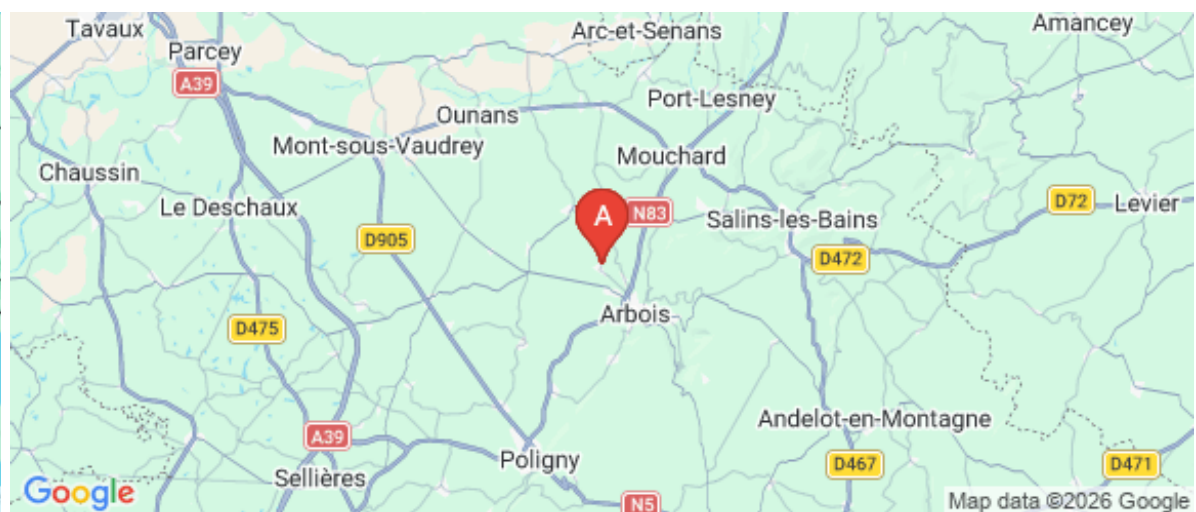 Tavaux
Arc-et-Senans
Amancey
Parcey
A39
Port-Lesney
Ounans
Mont-sous-Vaudrey
Mouchard
Chaussin
Le Deschaux
A
N83
Salins-les-Bains
D72
Levier
D905
D472
Arbois
D475
Andelot-en-Montagne
A39
Poligny
Sellières
D467
D471
N5
Google
Map data ©2026 Google